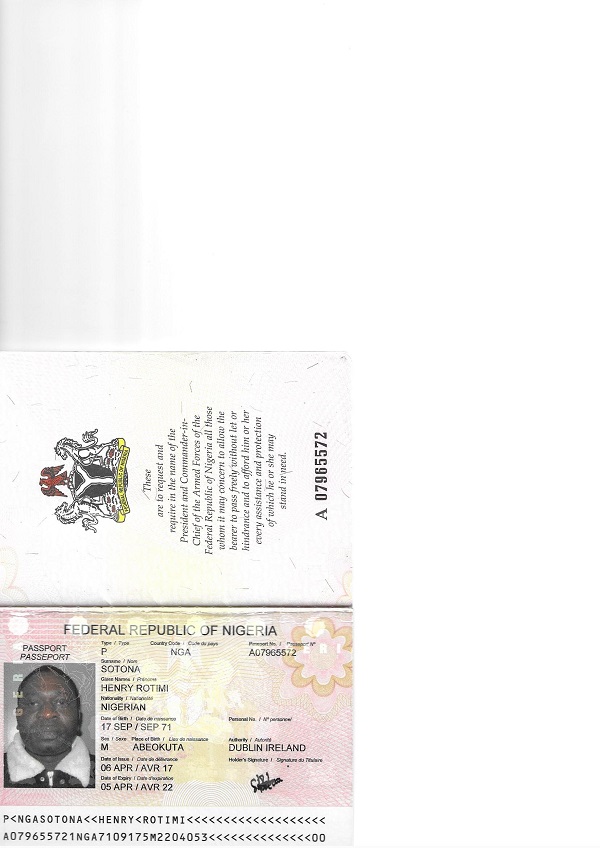 These
are to request and
require in the name of the
President and Commander-in-
Chief of the Armed Forces of the
Federal Republic of Nigeria all those
whom it may concern to allow the
bearer to pass freely without let or
hindrance and to afford him or her
every assistance and protection
of which he or she may
stand in need.
A 07965572
FEDERAL REPUBLIC OF NIGERIA
PASSPORT
PASSEPORT
Type / Type Country Code / Code du pays Passport No. / Passeport N°
P NGA A07965572
Surname / Nom
SOTONA
Given Names / Prénoms
HENRY ROTIMI
Nationality / Nationalité
NIGERIAN
Date of Birth / Date de naissance Personal No. / N° personnel
17 SEP / SEP 71
Sex / Sexe Place of Birth / Lieu de naissance Authority / Autorité
M ABEOKUTA DUBLIN IRELAND
Date of Issue / Date de délivrance Holder's Signature / Signature du Titulaire
06 APR / AVR 17
Date of Expiry / Date d'expiration
05 APR / AVR 22
P<NGASOTONA<<HENRY<ROTIMI<<<<<<<<<<<<<<<<<<<
A079655721NGA7109175M2204053<<<<<<<<<<<<<<00